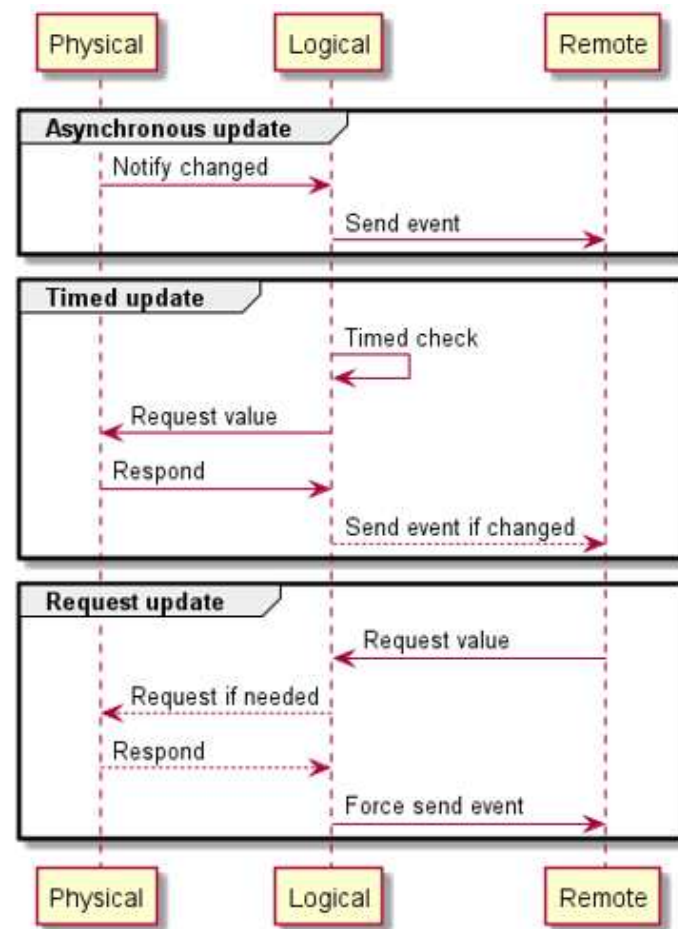 Physical Logical Remote
Asynchronous update
Notify changed
Send event
Timed update
Timed check
Request value
Respond
Send event if changed
Request update
Request value
Request if needed
Respond
Force send event
Physical Logical Remote